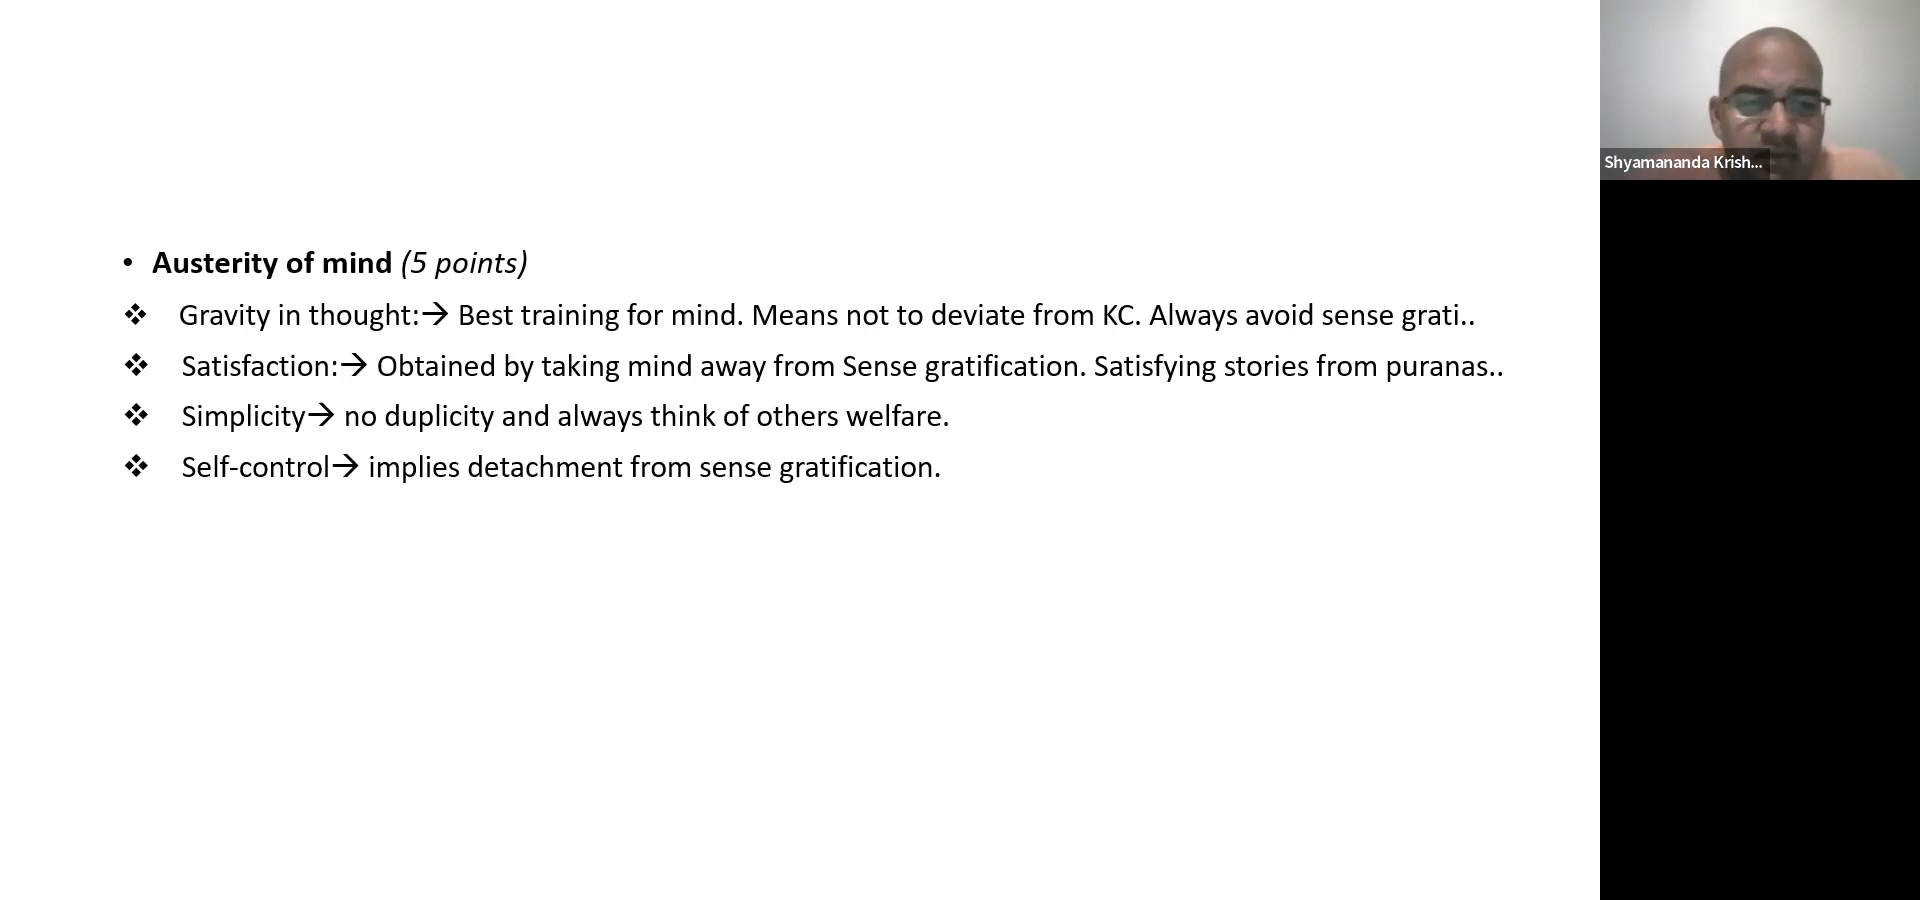 • Austerity of mind (5 points)
❖ Gravity in thought:→ Best training for mind. Means not to deviate from KC. Always avoid sense grati..
❖ Satisfaction:→ Obtained by taking mind away from Sense gratification. Satisfying stories from puranas..
❖ Simplicity→ no duplicity and always think of others welfare.
❖ Self-control→ implies detachment from sense gratification.
Shyamananda Krish...